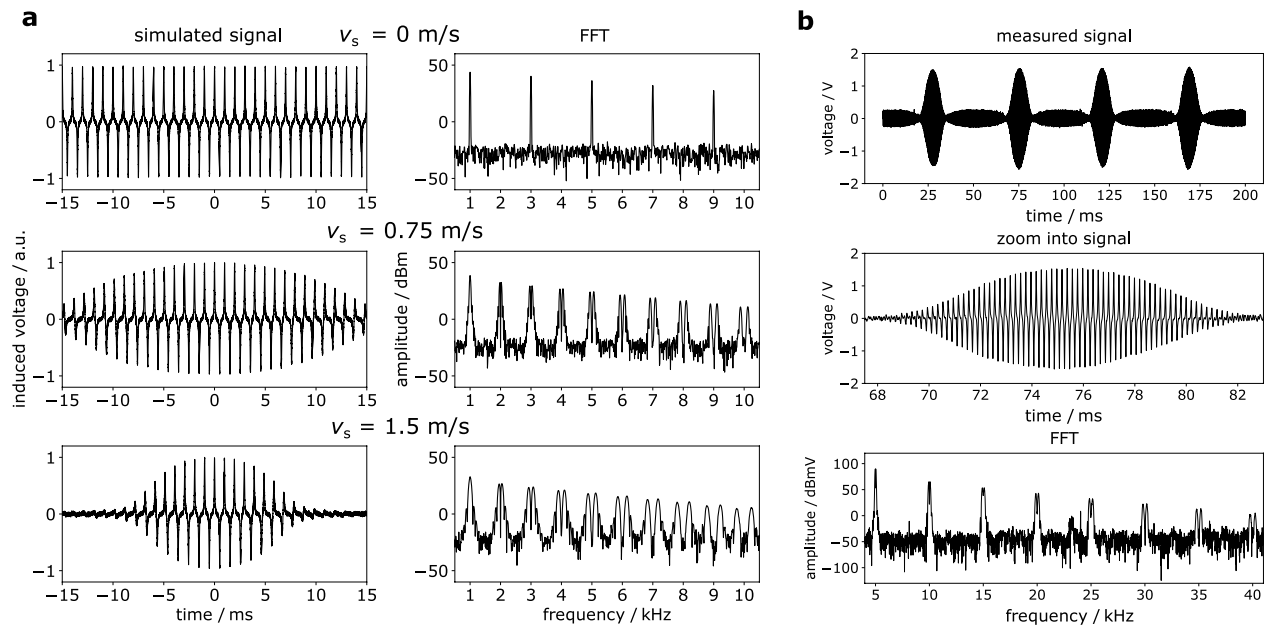 a
simulated signal
vs = 0 m/s
FFT
1
0
−1
−15 −10 −5 0 5 10 15
50
0
−50
1 2 3 4 5 6 7 8 9 10
vs = 0.75 m/s
1
0
−1
−15 −10 −5 0 5 10 15
50
0
−50
1 2 3 4 5 6 7 8 9 10
induced voltage / a.u.
amplitude / dBm
vs = 1.5 m/s
1
0
−1
−15 −10 −5 0 5 10 15
time / ms
50
0
−50
1 2 3 4 5 6 7 8 9 10
frequency / kHz
b
measured signal
voltage / V
2
1
0
−1
−2
0 25 50 75 100 125 150 175 200
time / ms
zoom into signal
voltage / V
2
1
0
−1
−2
68 70 72 74 76 78 80 82
time / ms
FFT
amplitude / dBmV
100
50
0
−50
−100
5 10 15 20 25 30 35 40
frequency / kHz